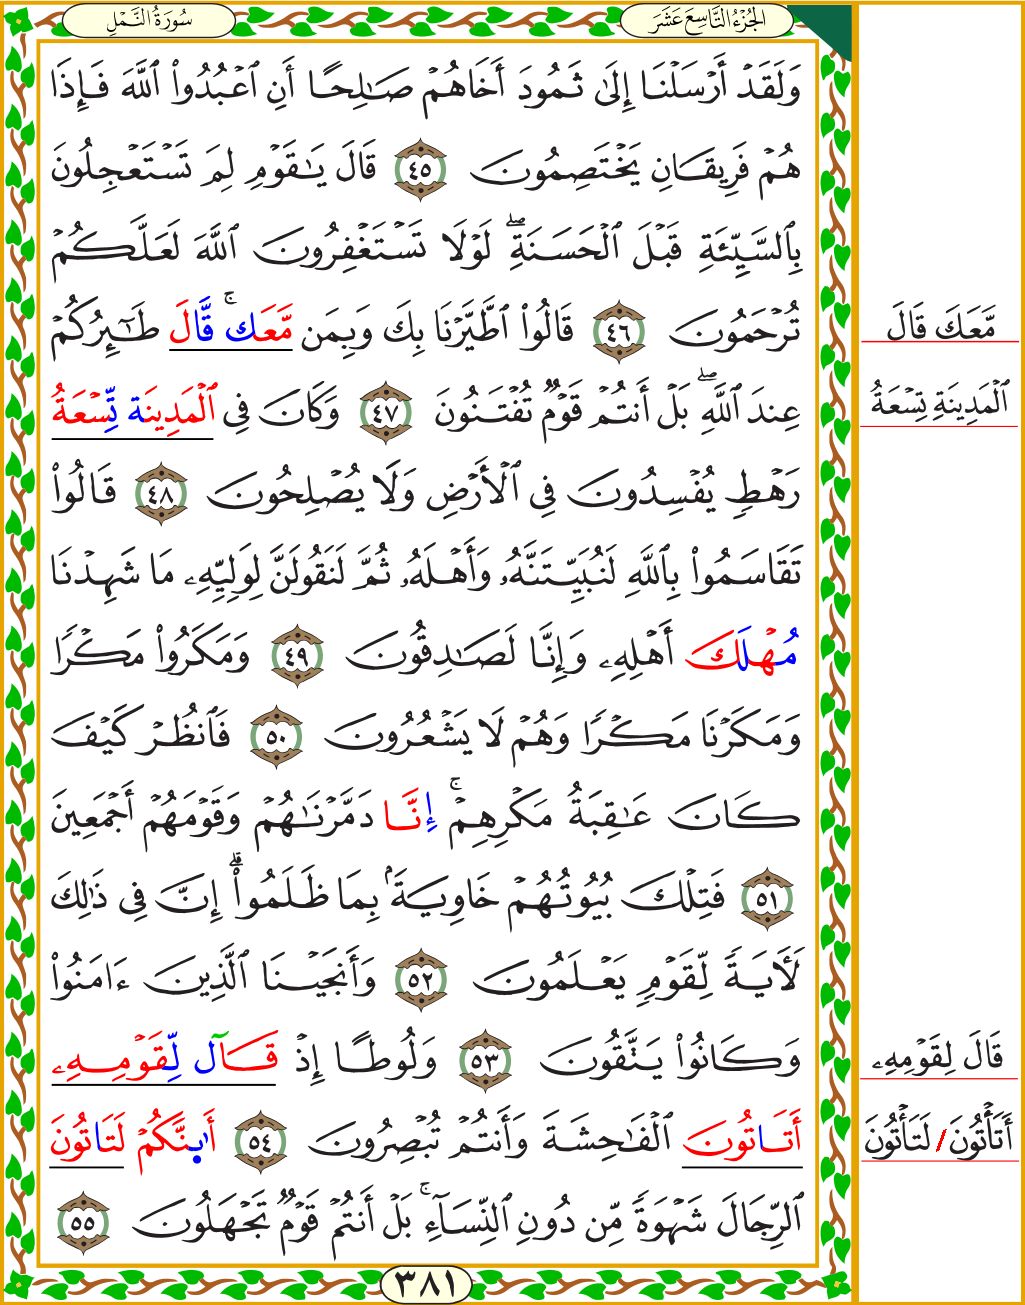 سُورَةُ النَّمْلِ
الجُزْءُ التَّاسِعَ عَشَرَ
وَلَقَدْ أَرْسَلْنَا إِلَىٰ ثَمُودَ أَخَاهُمْ صَـٰلِحًا أَنِ ٱعْبُدُوا۟ ٱللَّهَ فَإِذَا
هُمْ فَرِيقَانِ يَخْتَصِمُونَ ٤٥ قَالَ يَـٰقَوْمِ لِمَ تَسْتَعْجِلُونَ
بِٱلسَّيِّئَةِ قَبْلَ ٱلْحَسَنَةِۖ لَوْلَا تَسْتَغْفِرُونَ ٱللَّهَ لَعَلَّكُمْ
تُرْحَمُونَ ٤٦ قَالُوا۟ ٱطَّيَّرْنَا بِكَ وَبِمَن مَّعَكۚ قَّالَ طَـٰٓئِرُكُمْ
مَّعَكَ قَالَ
عِندَ ٱللَّهِۖ بَلْ أَنتُمْ قَوْمٌ تُفْتَنُونَ ٤٧ وَكَانَ فِى ٱلْمَدِينَة تِّسْعَةُ
ٱلْمَدِينَةِ تِسْعَةُ
رَهْطٍ يُفْسِدُونَ فِى ٱلْأَرْضِ وَلَا يُصْلِحُونَ ٤٨ قَالُوا۟
تَقَاسَمُوا۟ بِٱللَّهِ لَنُبَيِّتَنَّهُۥ وَأَهْلَهُۥ ثُمَّ لَنَقُولَنَّ لِوَلِيِّهِۦ مَا شَهِدْنَا
مُهْلَكَ أَهْلِهِۦ وَإِنَّا لَصَـٰدِقُونَ ٤٩ وَمَكَرُوا۟ مَكْرًا
وَمَكَرْنَا مَكْرًا وَهُمْ لَا يَشْعُرُونَ ٥٠ فَٱنظُرْ كَيْفَ
كَانَ عَـٰقِبَةُ مَكْرِهِمْۚ إِنَّا دَمَّرْنَـٰهُمْ وَقَوْمَهُمْ أَجْمَعِينَ
٥١ فَتِلْكَ بُيُوتُهُمْ خَاوِيَةًۢ بِمَا ظَلَمُوٓا۟ۗ إِنَّ فِى ذَٰلِكَ
لَـَٔايَةً لِّقَوْمٍ يَعْلَمُونَ ٥٢ وَأَنجَيْنَا ٱلَّذِينَ ءَامَنُوا۟
وَكَانُوا۟ يَتَّقُونَ ٥٣ وَلُوطًا إِذْ قَالٓ لِّقَوْمِهِۦ
قَالَ لِقَوْمِهِۦ
أَتَاتُونَ ٱلْفَـٰحِشَةَ وَأَنتُمْ تُبْصِرُونَ ٥٤ أَىٰ۪نَّكُمْ لَتَاتُونَ
أَتَأْتُونَ/ لَتَأْتُونَ
ٱلرِّجَالَ شَهْوَةً مِّن دُونِ ٱلنِّسَآءِۚ بَلْ أَنتُمْ قَوْمٌ تَجْهَلُونَ ٥٥
٣٨١